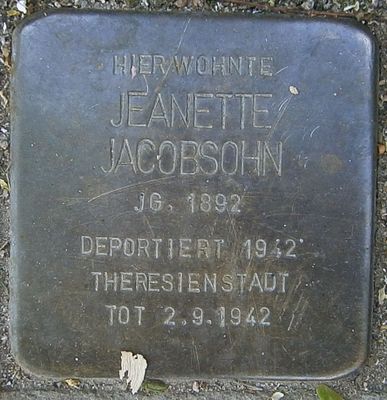 HIER WOHNTE
JEANETTE
JACOBSOHN
JG. 1892
DEPORTIERT 1942
THERESIENSTADT
TOT 2.9.1942